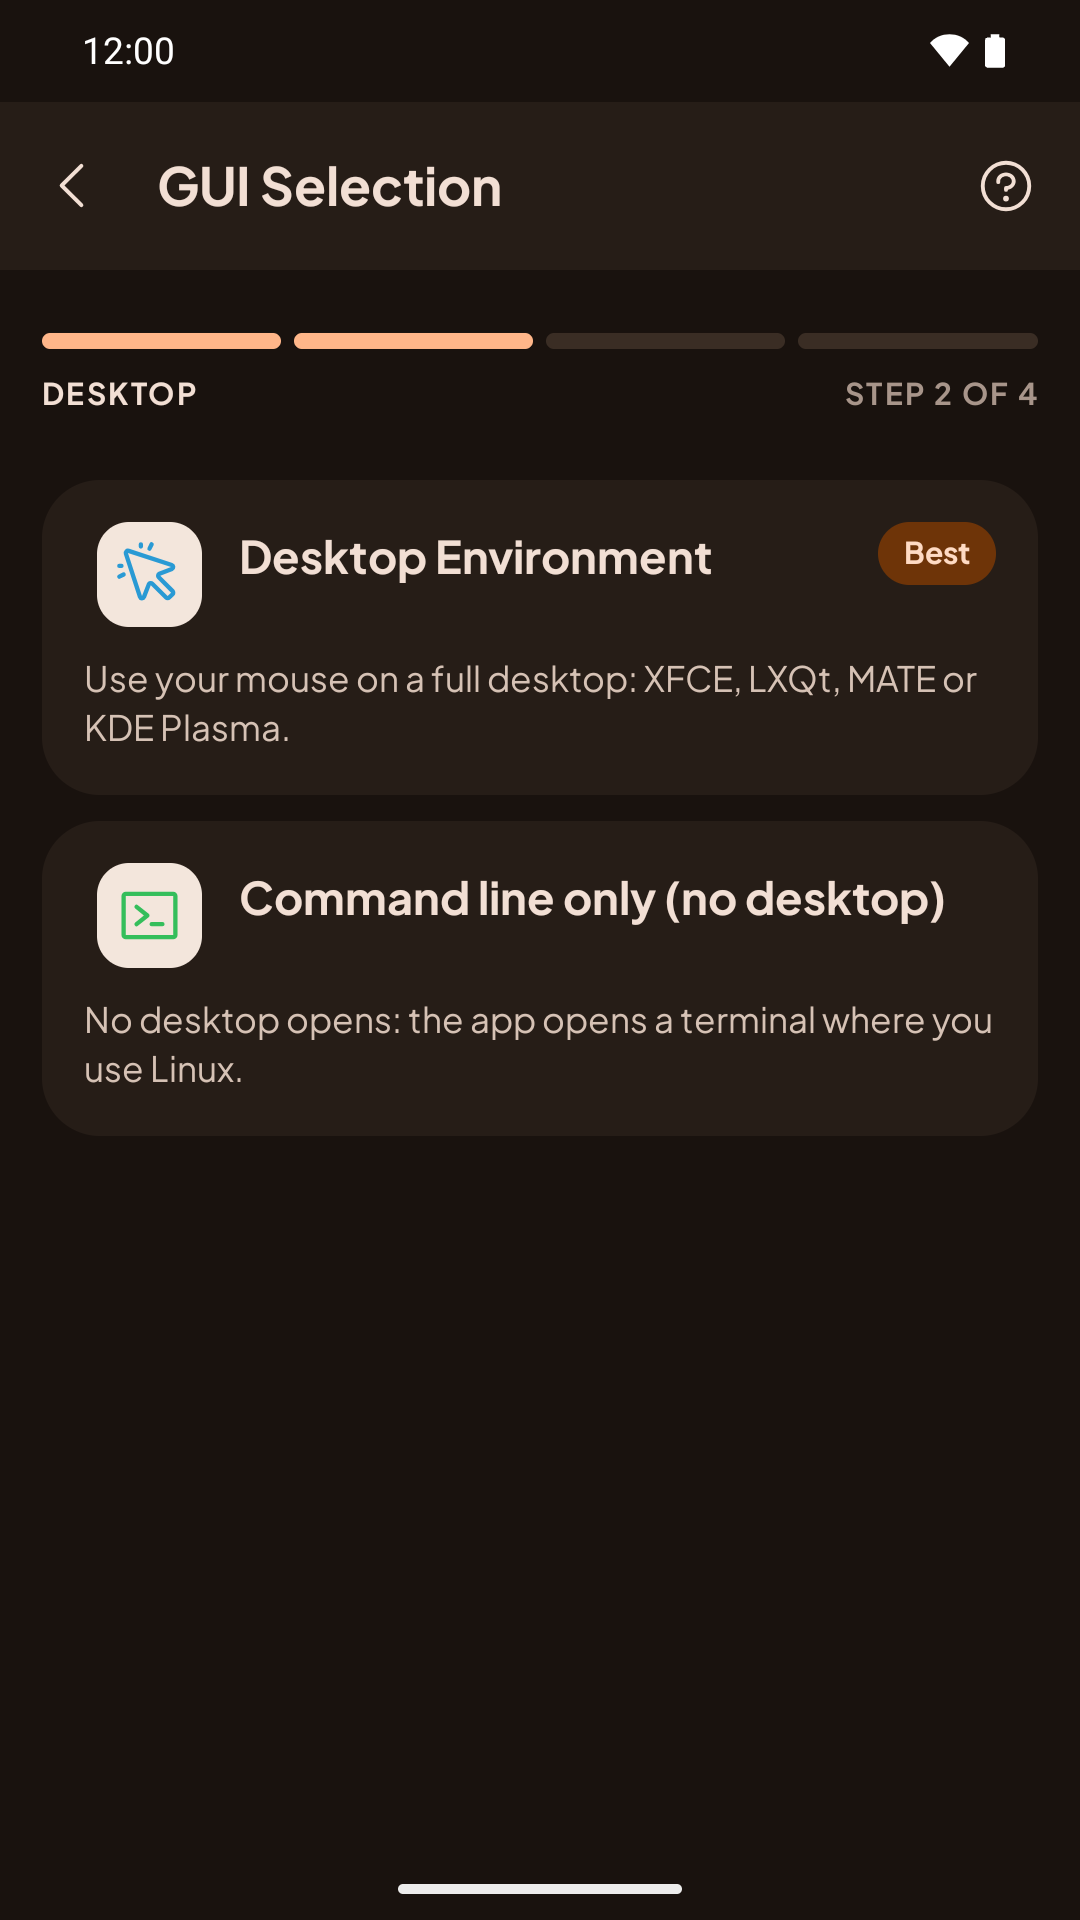 12:00
GUI Selection
DESKTOP
STEP 2 OF 4
Desktop Environment
Best
Use your mouse on a full desktop: XFCE, LXQt, MATE or
KDE Plasma.
Command line only (no desktop)
No desktop opens: the app opens a terminal where you
use Linux.